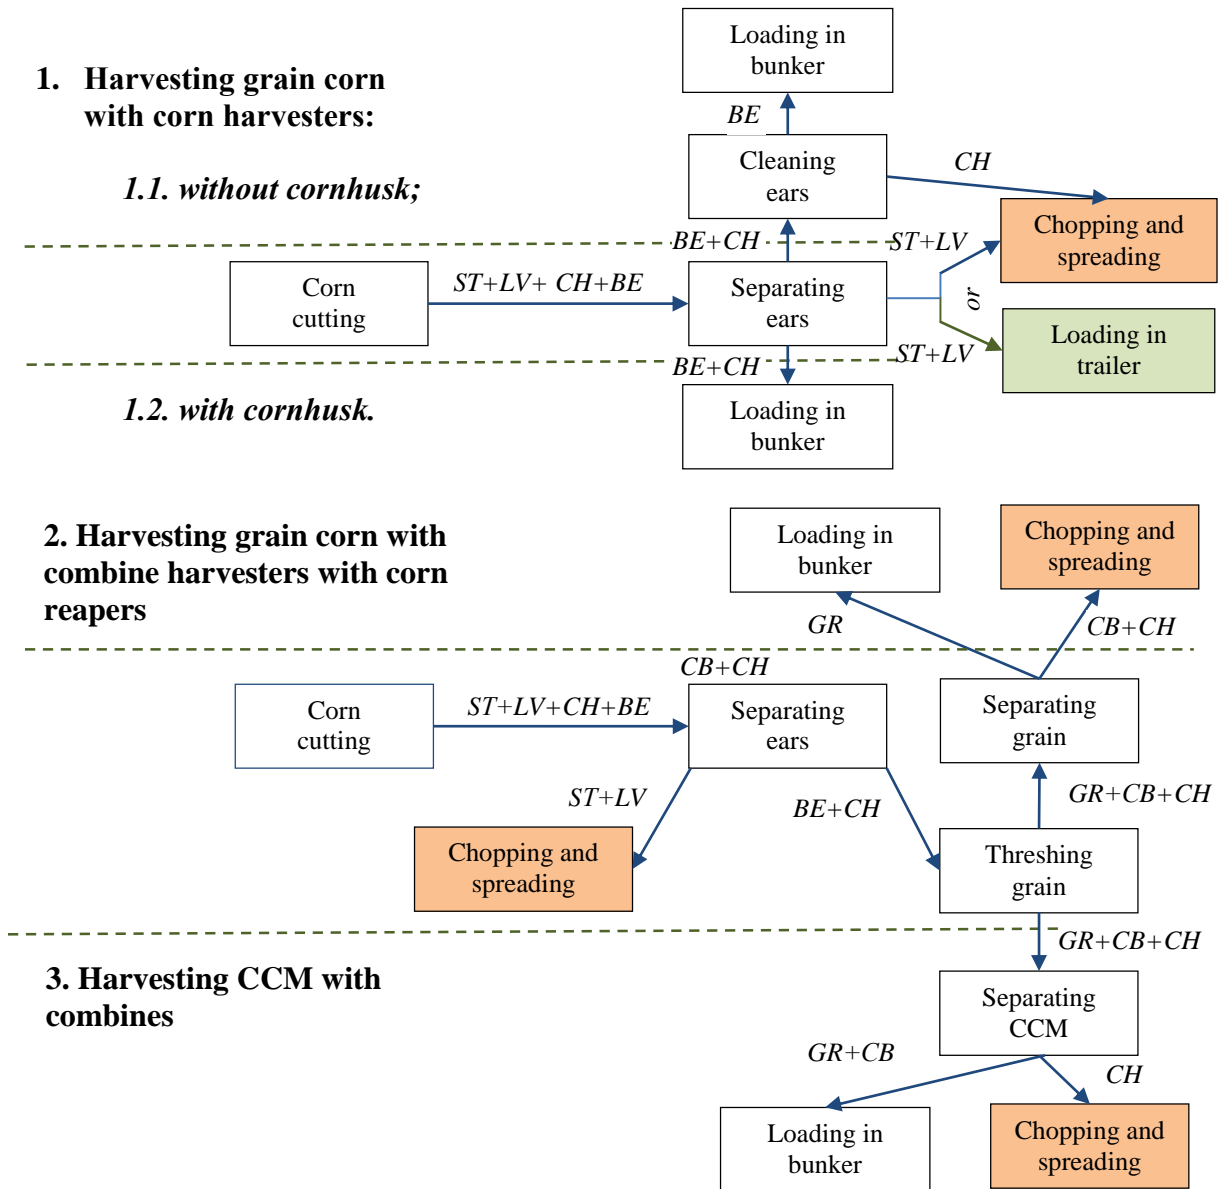 Loading in
bunker
1. Harvesting grain corn
with corn harvesters:
BE
Cleaning
ears
CH
1.1. without cornhusk;
Chopping and
spreading
BE+CH
ST+LV
Corn
cutting
ST+LV+ CH+BE
Separating
ears
or
Loading in
trailer
BE+CH
ST+LV
1.2. with cornhusk.
Loading in
bunker
2. Harvesting grain corn with
combine harvesters with corn
reapers
Loading in
bunker
Chopping and
spreading
GR
CB+CH
CB+CH
Corn
cutting
ST+LV+CH+BE
Separating
ears
Separating
grain
ST+LV
BE+CH
GR+CB+CH
Chopping and
spreading
Threshing
grain
GR+CB+CH
3. Harvesting CCM with
combines
Separating
CCM
GR+CB
CH
Loading in
bunker
Chopping and
spreading